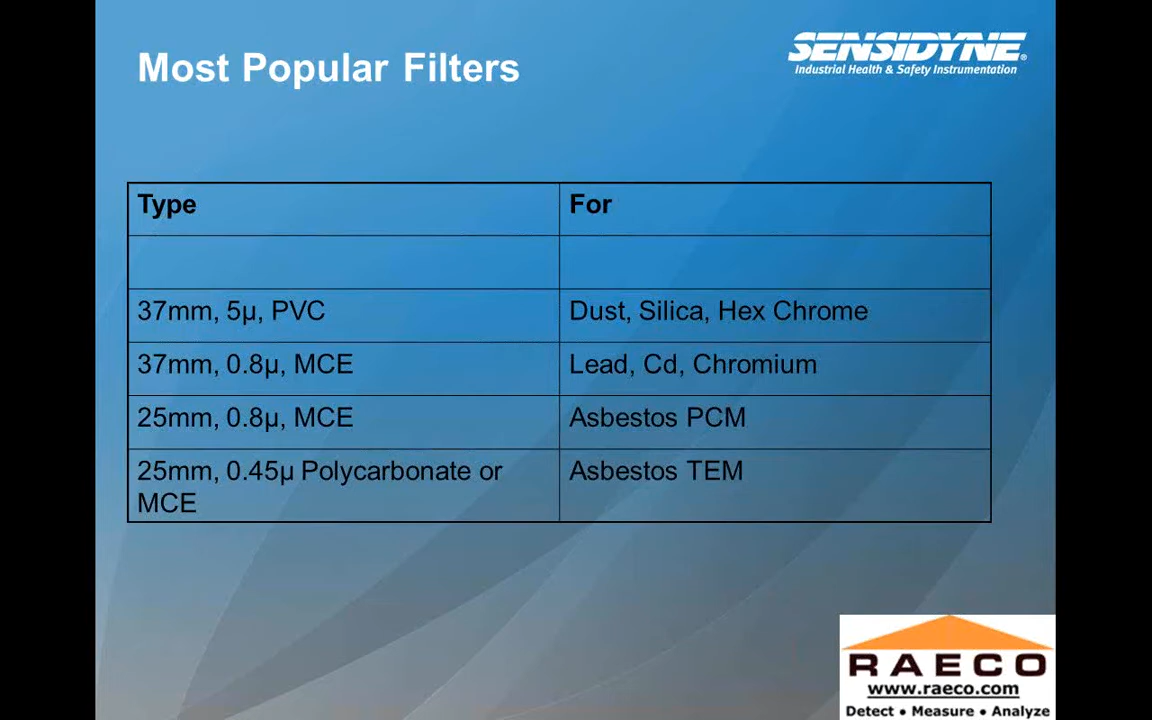 Most Popular Filters
SENSIDYNE®
Industrial Health & Safety Instrumentation
Type For
37mm, 5µ, PVC Dust, Silica, Hex Chrome
37mm, 0.8µ, MCE Lead, Cd, Chromium
25mm, 0.8µ, MCE Asbestos PCM
25mm, 0.45µ Polycarbonate or Asbestos TEM
MCE
RAECO
www.raeco.com
Detect • Measure • Analyze